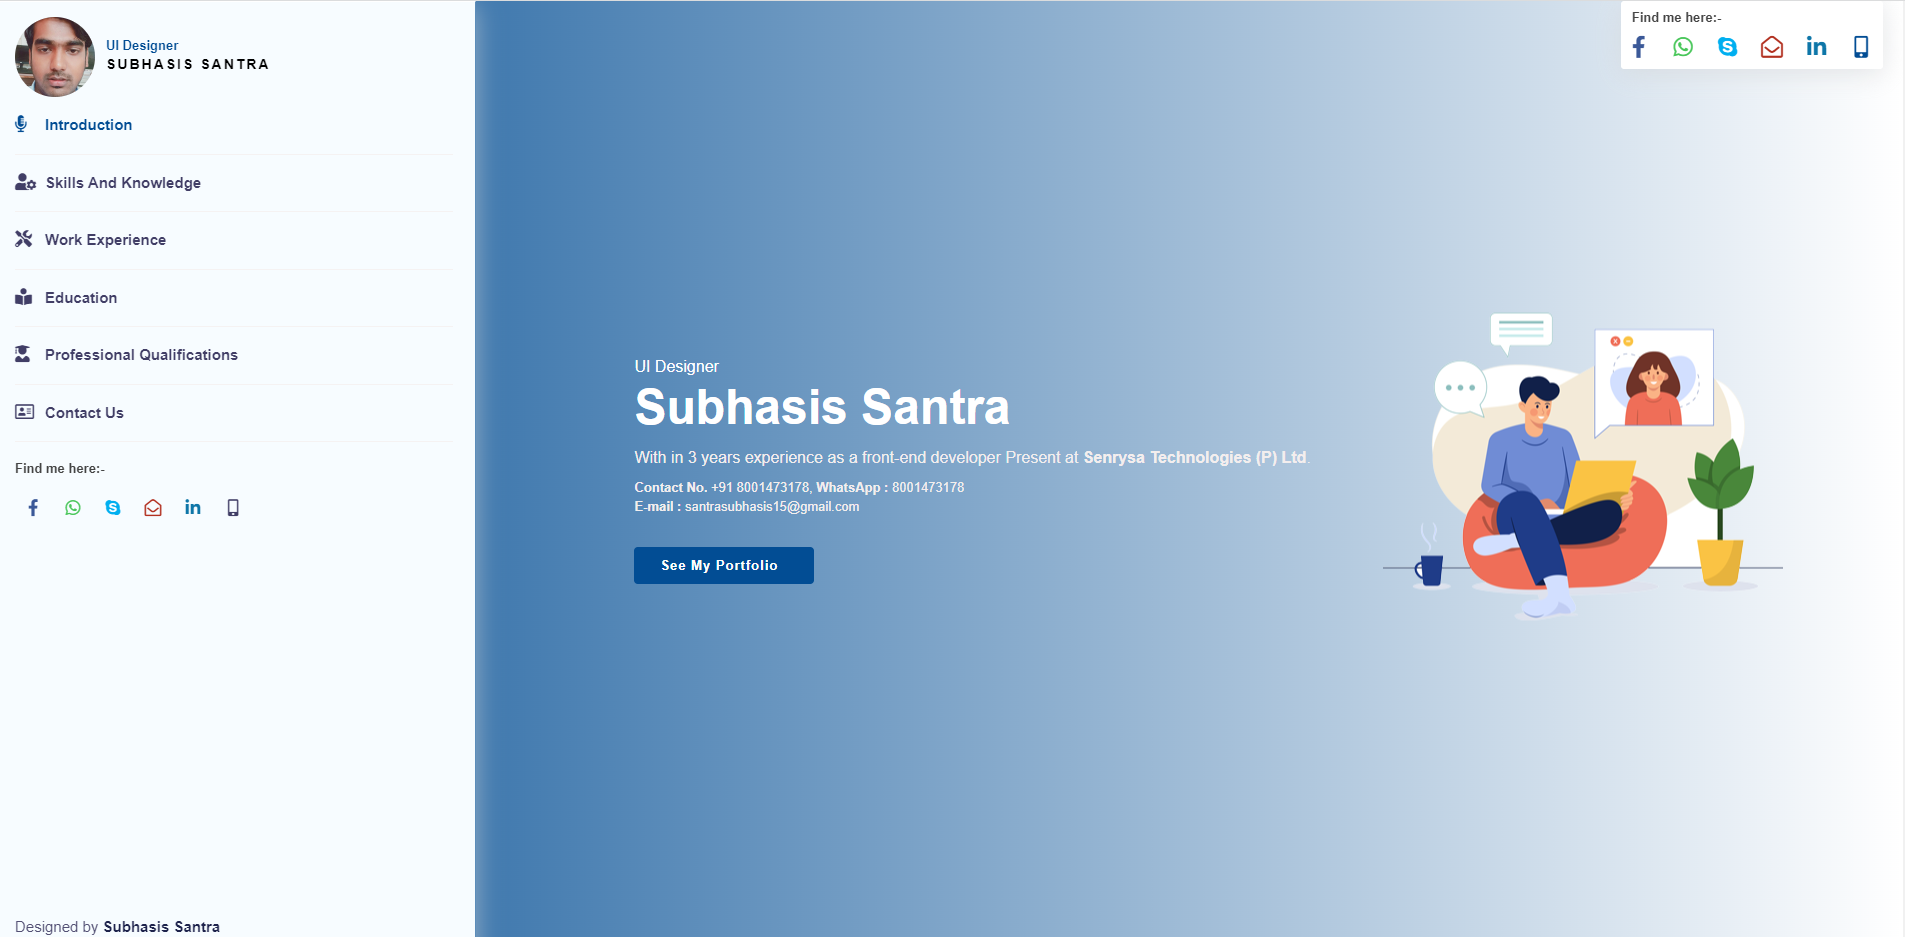 UI Designer
SUBHASIS SANTRA
Introduction
Skills And Knowledge
Work Experience
Education
Professional Qualifications
Contact Us
Find me here:-
Designed by Subhasis Santra
UI Designer
Subhasis Santra
With in 3 years experience as a front-end developer Present at Senrysa Technologies (P) Ltd.
Contact No. +91 8001473178, WhatsApp : 8001473178
E-mail : santrasubhasis15@gmail.com
See My Portfolio
Find me here:-